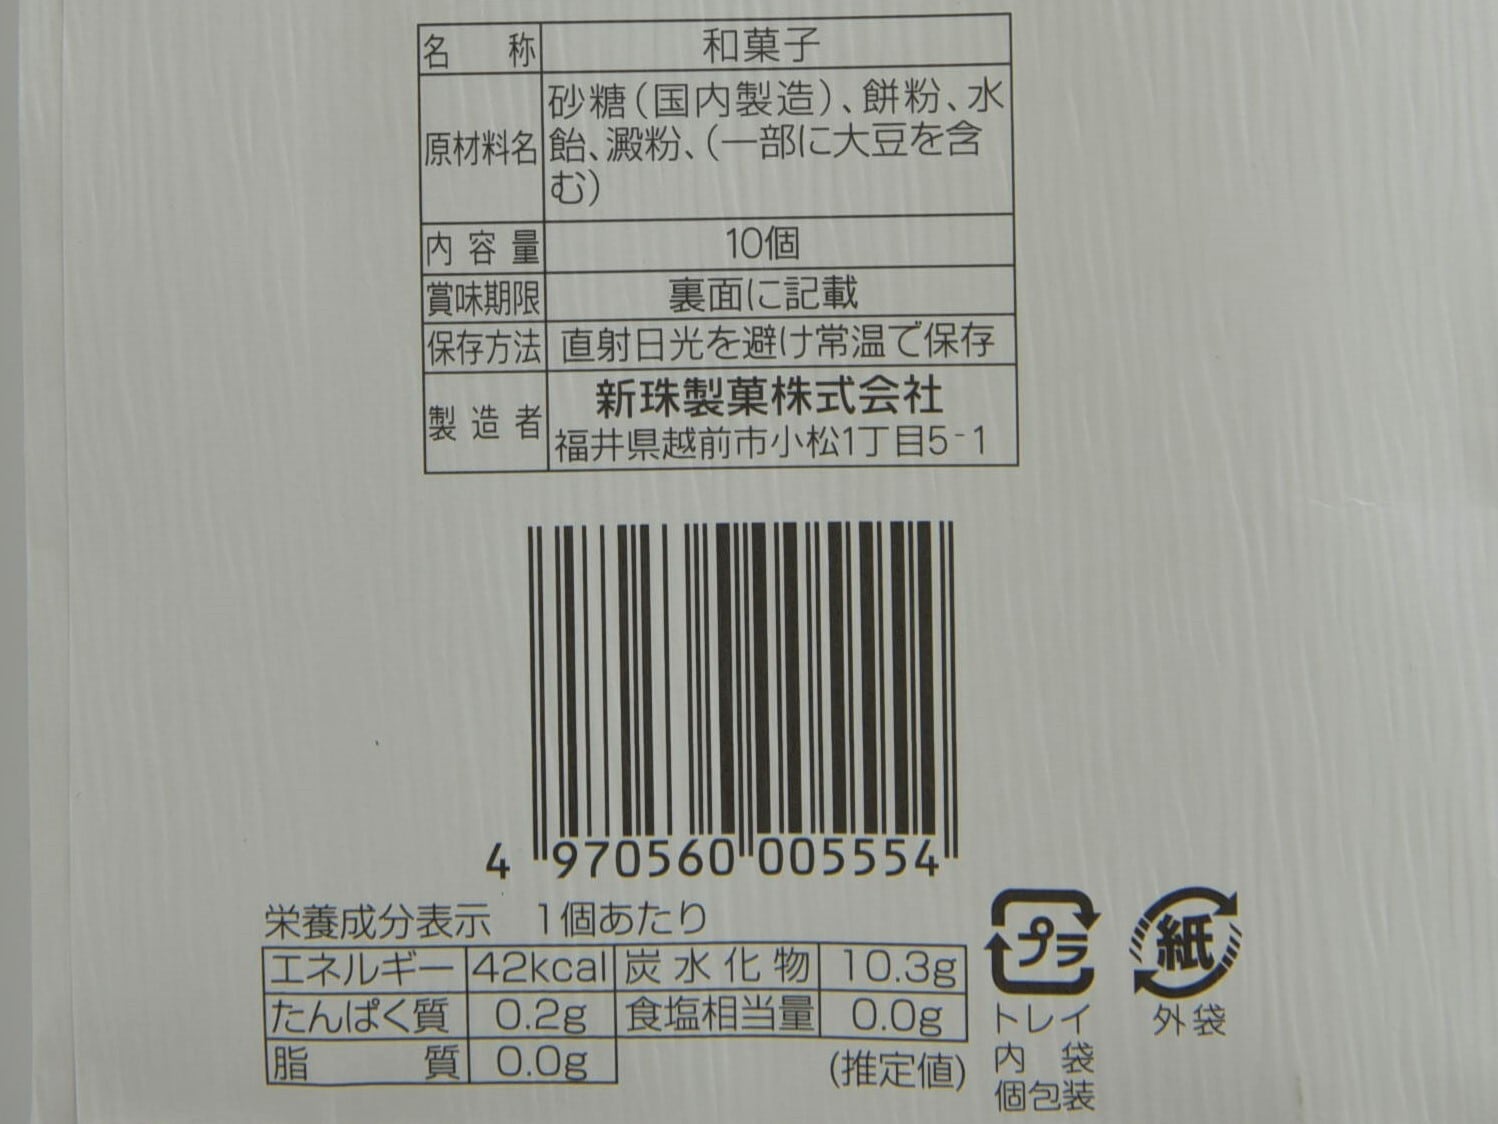 名 称 和菓子
原材料名 砂糖(国内製造)、餅粉、水
飴、澱粉、(一部に大豆を含
む)
内容量 10個
賞味期限 裏面に記載
保存方法 直射日光を避け常温で保存
製造者 新珠製菓株式会社
福井県越前市小松1丁目5-1
4 970560 005554
栄養成分表示 1個あたり
エネルギー 42kcal 炭水化物 10.3g
たんぱく質 0.2g 食塩相当量 0.0g
脂 質 0.0g
(推定値)
プラ
トレイ
内 袋
個包装
紙
外袋